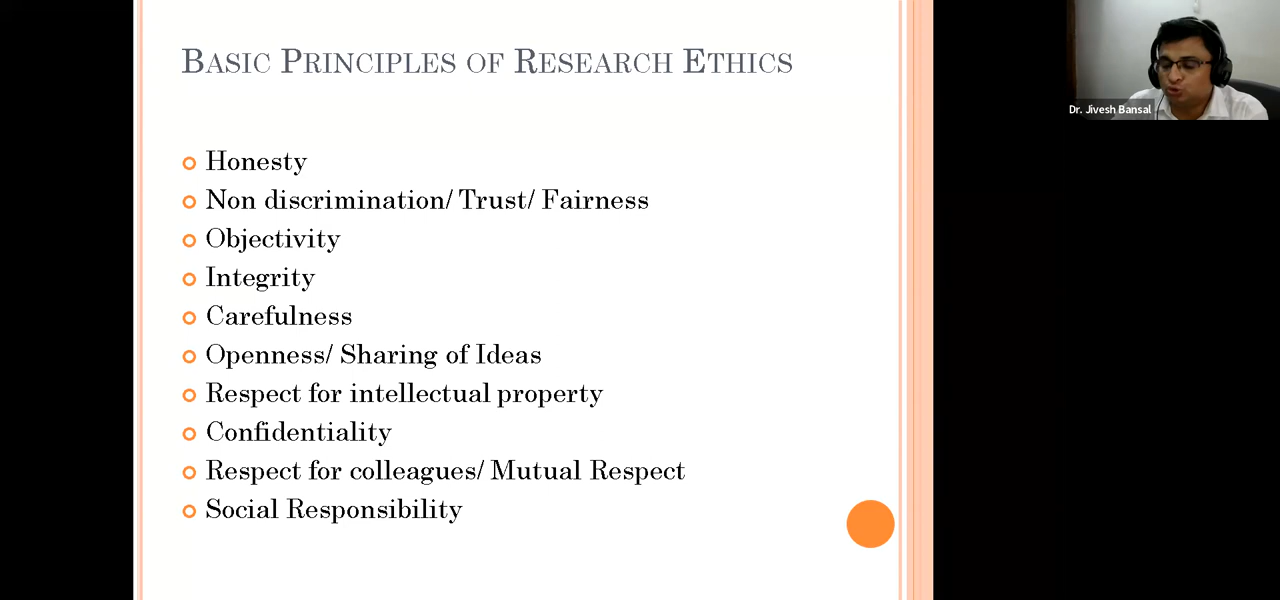 Basic Principles of Research Ethics
Honesty
Non discrimination/ Trust/ Fairness
Objectivity
Integrity
Carefulness
Openness/ Sharing of Ideas
Respect for intellectual property
Confidentiality
Respect for colleagues/ Mutual Respect
Social Responsibility
Dr. Jivesh Bansal